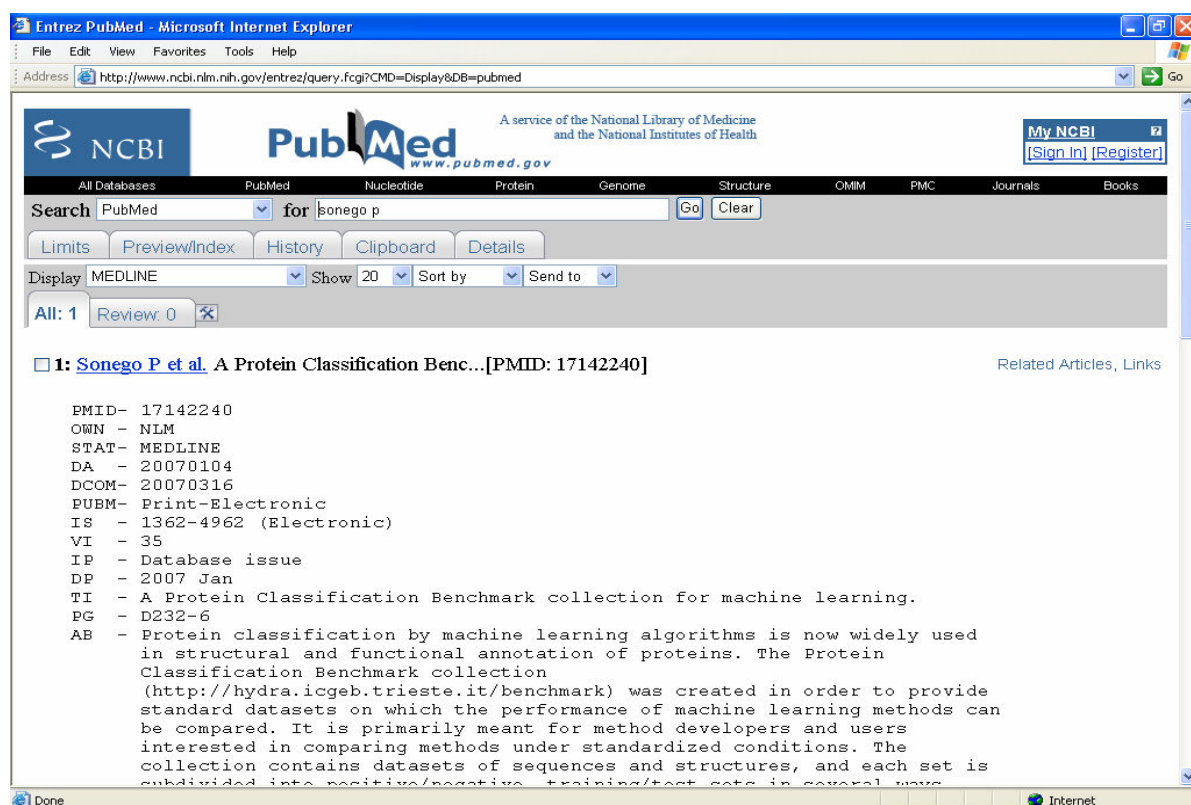 Entrez PubMed - Microsoft Internet Explorer
File Edit View Favorites Tools Help
Address http://www.ncbi.nlm.nih.gov/entrez/query.fcgi?CMD=Display&DB=pubmed Go
NCBI
PubMed
www.pubmed.gov
A service of the National Library of Medicine
and the National Institutes of Health
My NCBI
[Sign In] [Register]
All Databases PubMed Nucleotide Protein Genome Structure OMIM PMC Journals Books
Search PubMed for sonego p Go Clear
Limits Preview/Index History Clipboard Details
Display MEDLINE Show 20 Sort by Send to
All: 1 Review: 0
1: Sonego P et al. A Protein Classification Benc...[PMID: 17142240] Related Articles, Links
PMID- 17142240
OWN - NLM
STAT- MEDLINE
DA - 20070104
DCOM- 20070316
PUBM- Print-Electronic
IS - 1362-4962 (Electronic)
VI - 35
IP - Database issue
DP - 2007 Jan
TI - A Protein Classification Benchmark collection for machine learning.
PG - D232-6
AB - Protein classification by machine learning algorithms is now widely used
in structural and functional annotation of proteins. The Protein
Classification Benchmark collection
(http://hydra.icgeb.trieste.it/benchmark) was created in order to provide
standard datasets on which the performance of machine learning methods can
be compared. It is primarily meant for method developers and users
interested in comparing methods under standardized conditions. The
collection contains datasets of sequences and structures, and each set is
subdivided into positive/negative, training/test sets in several ways.
Done Internet